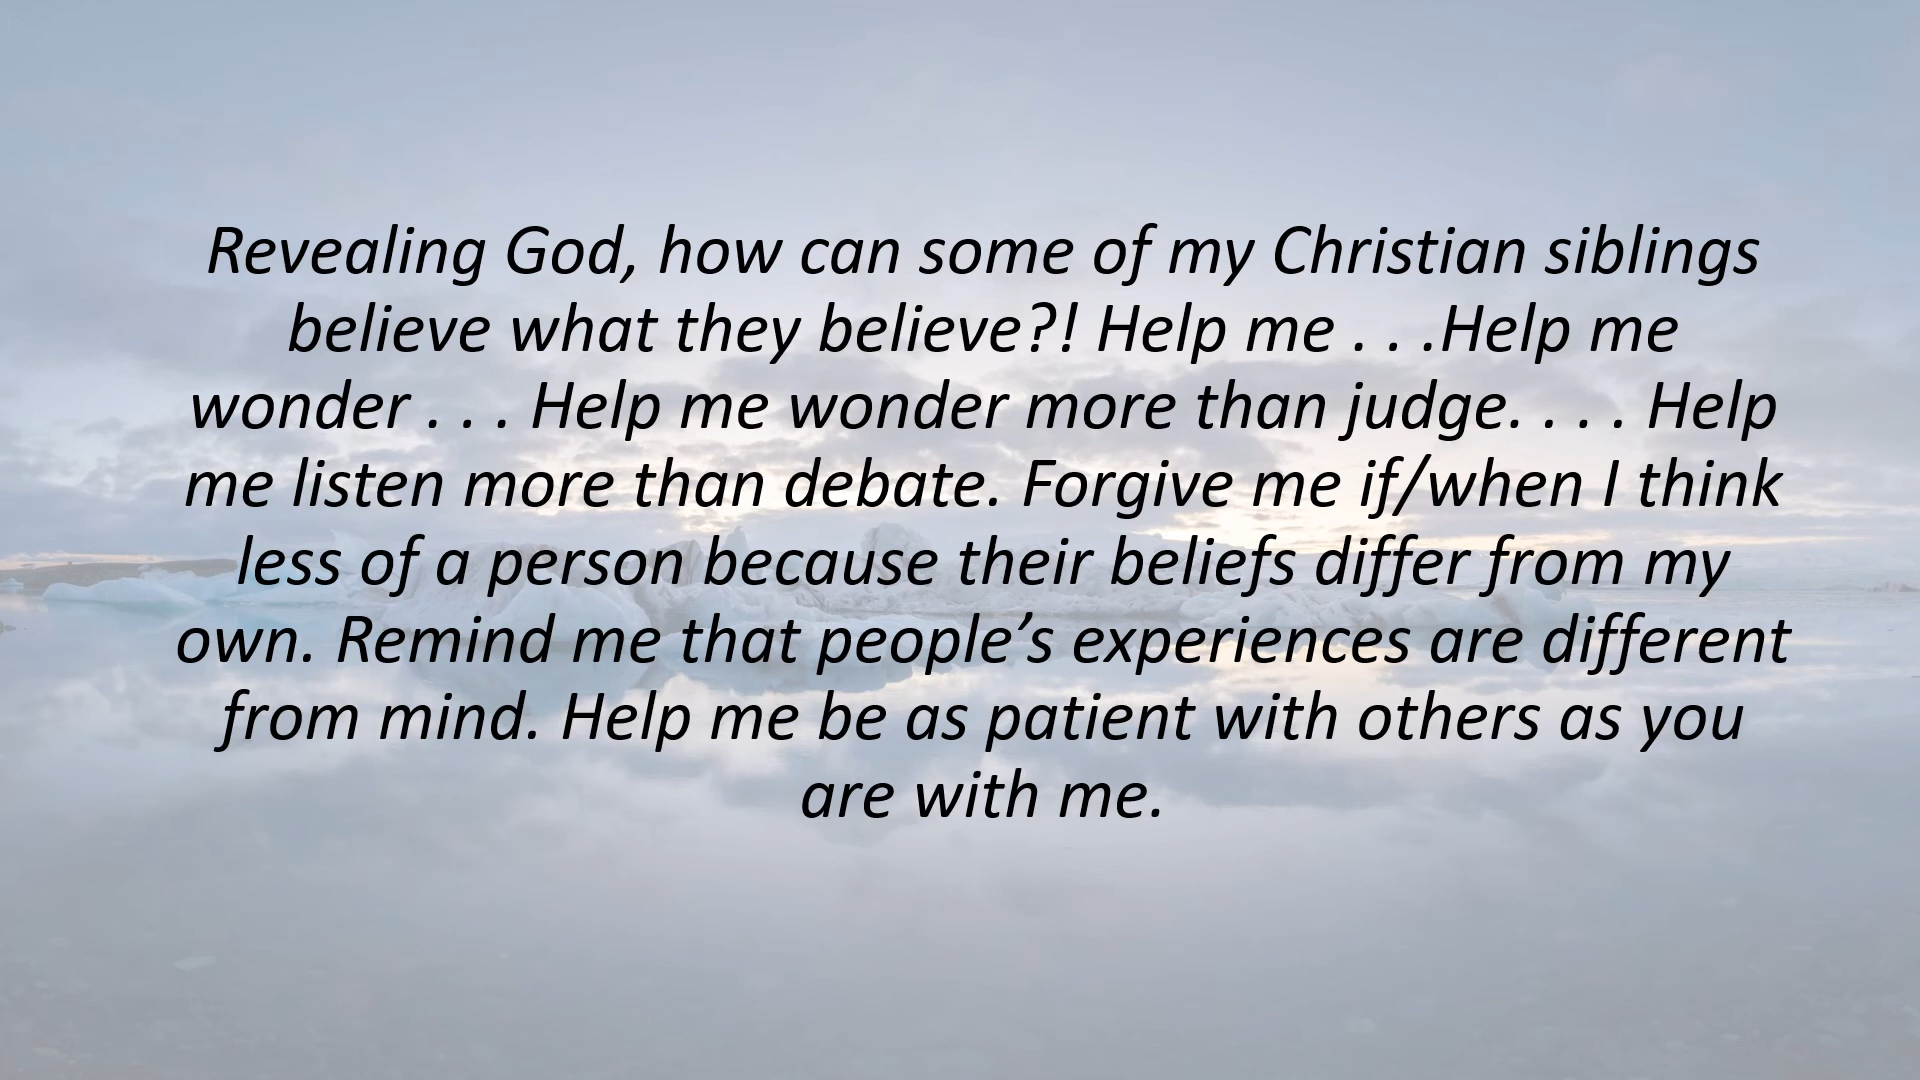 Revealing God, how can some of my Christian siblings
believe what they believe?! Help me . . .Help me
wonder . . . Help me wonder more than judge. . . . Help
me listen more than debate. Forgive me if/when I think
less of a person because their beliefs differ from my
own. Remind me that people’s experiences are different
from mind. Help me be as patient with others as you
are with me.